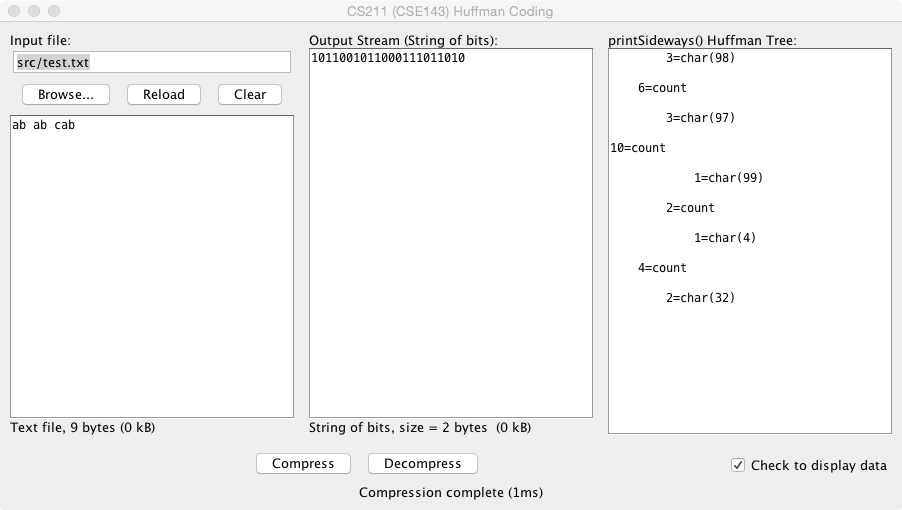 CS211 (CSE143) Huffman Coding
Input file:
src/test.txt
Browse...
Reload
Clear
ab ab cab
Text file, 9 bytes (0 kB)
Output Stream (String of bits):
1011001011000111011010
String of bits, size = 2 bytes (0 kB)
printSideways() Huffman Tree:
3=char(98)
6=count
3=char(97)
10=count
1=char(99)
2=count
1=char(4)
4=count
2=char(32)
Compress
Decompress
Check to display data
Compression complete (1ms)